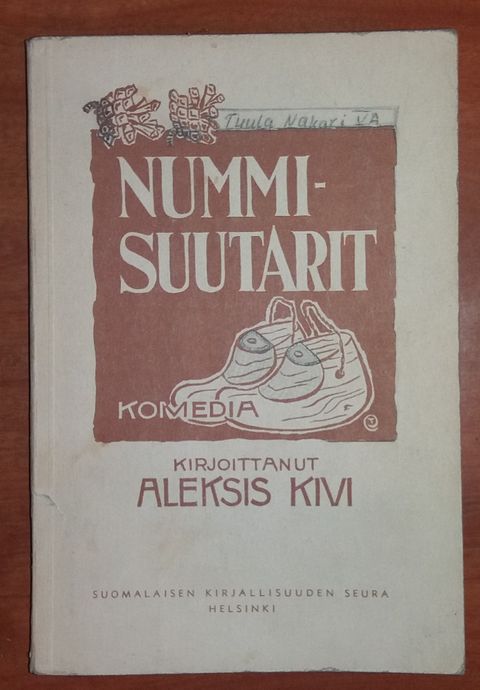 Tuula Nakari VA
NUMMI-
SUUTARIT
KOMEDIA
KIRJOITTANUT
ALEKSIS KIVI
SUOMALAISEN KIRJALLISUUDEN SEURA
HELSINKI